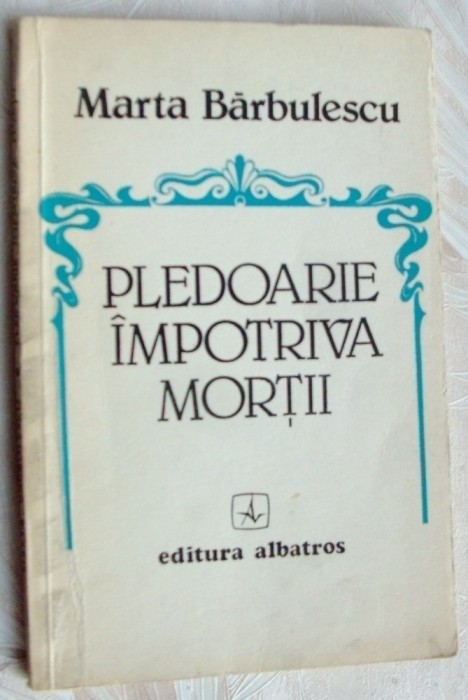 Marta Bărbulescu
PLEDOARIE
ÎMPOTRIVA
MORȚII
editura albatros